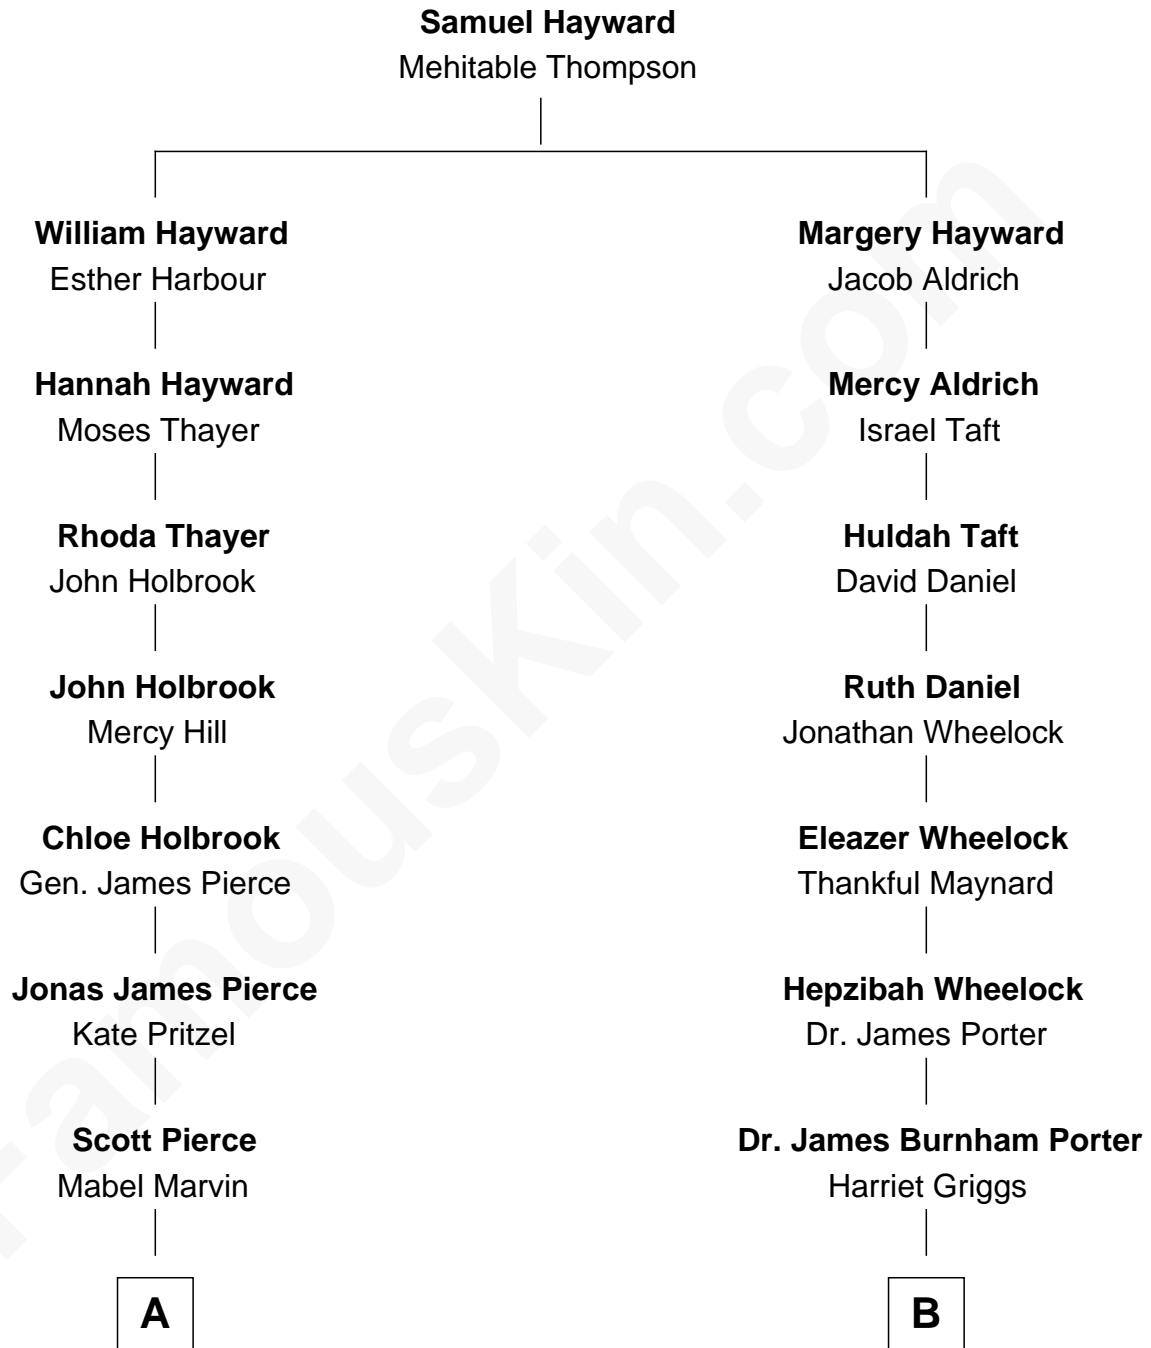 Samuel Hayward
Mehitable Thompson
William Hayward
Esther Harbour
Margery Hayward
Jacob Aldrich
Hannah Hayward
Moses Thayer
Mercy Aldrich
Israel Taft
Rhoda Thayer
John Holbrook
Huldah Taft
David Daniel
John Holbrook
Mercy Hill
Ruth Daniel
Jonathan Wheelock
Chloe Holbrook
Gen. James Pierce
Eleazer Wheelock
Thankful Maynard
Jonas James Pierce
Kate Pritzel
Hepzibah Wheelock
Dr. James Porter
Scott Pierce
Mabel Marvin
Dr. James Burnham Porter
Harriet Griggs
A
B
FamousKin.com